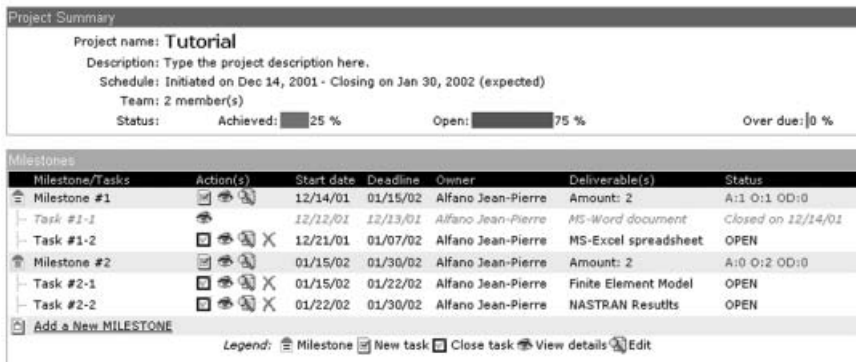 Project Summary
Project name: Tutorial
Description: Type the project description here.
Schedule: Initiated on Dec 14, 2001 - Closing on Jan 30, 2002 (expected)
Team: 2 member(s)
Status: Achieved: 25 % Open: 75 % Over due: 0 %
Milestones
Milestone/Tasks Action(s) Start date Deadline Owner Deliverable(s) Status
Milestone #1 12/14/01 01/15/02 Alfano Jean-Pierre Amount: 2 A:1 O:1 OD:0
Task #1-1 12/12/01 12/13/01 Alfano Jean-Pierre MS-Word document Closed on 12/14/01
Task #1-2 12/21/01 01/07/02 Alfano Jean-Pierre MS-Excel spreadsheet OPEN
Milestone #2 01/15/02 01/30/02 Alfano Jean-Pierre Amount: 2 A:0 O:2 OD:0
Task #2-1 01/15/02 01/22/02 Alfano Jean-Pierre Finite Element Model OPEN
Task #2-2 01/22/02 01/30/02 Alfano Jean-Pierre NASTRAN Resutlts OPEN
Add a New MILESTONE
Legend: Milestone New task Close task View details Edit